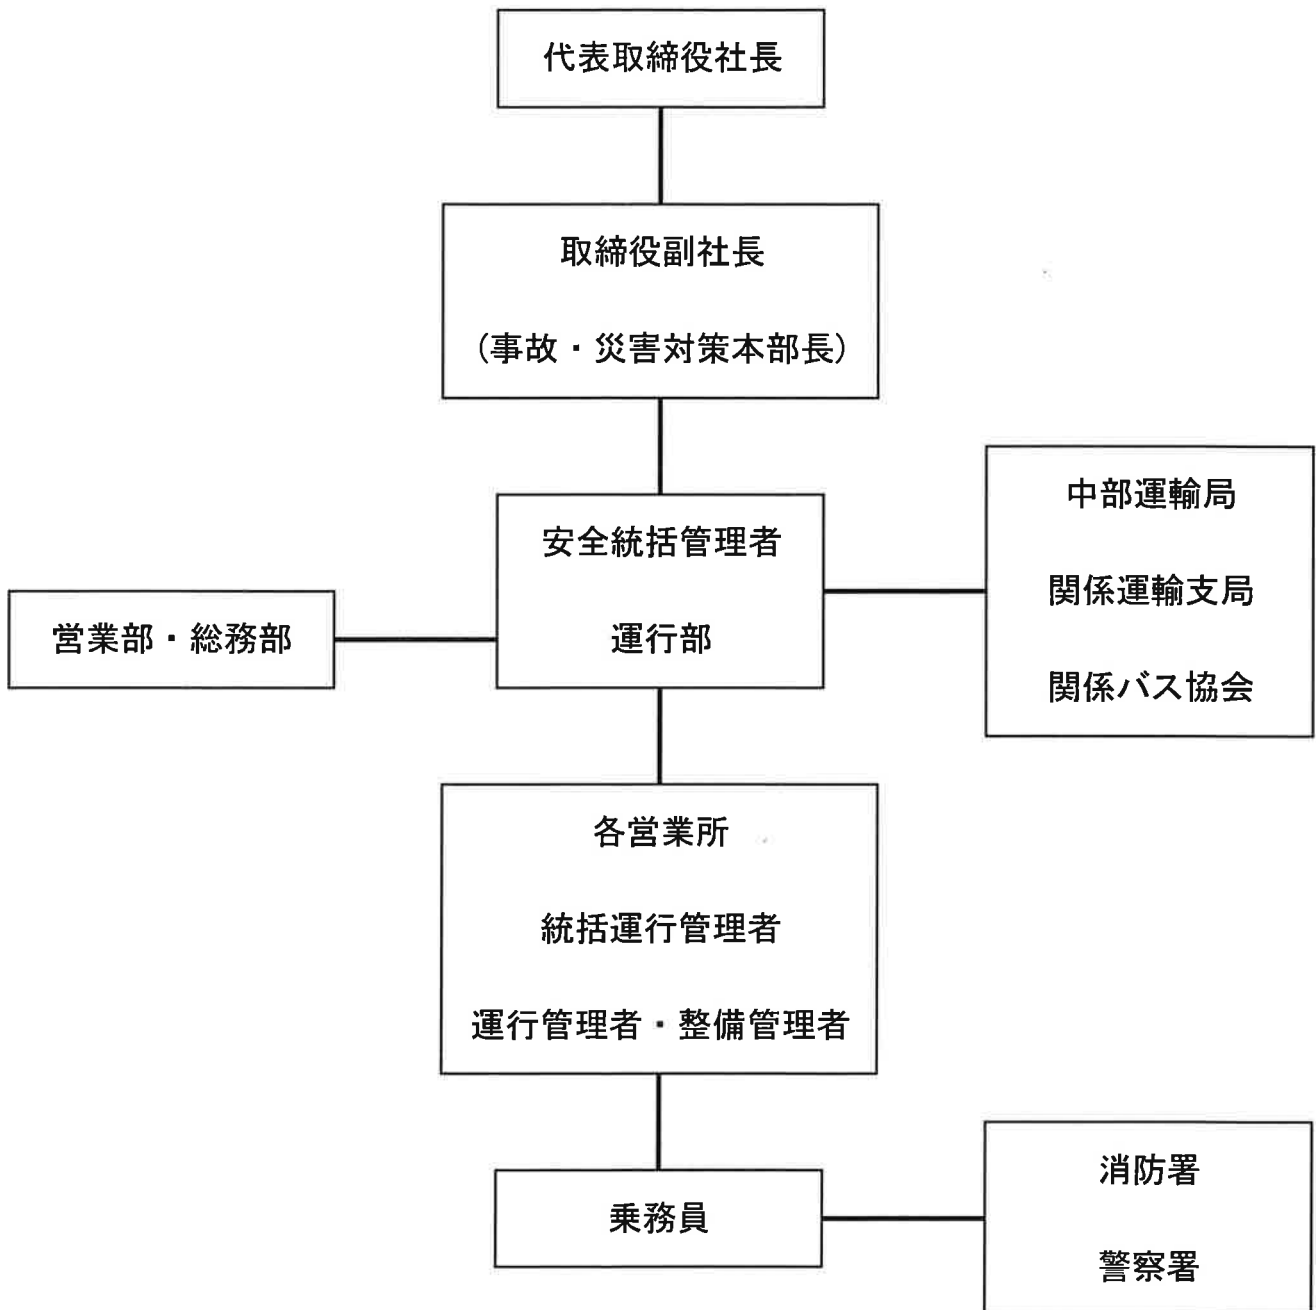 代表取締役社長
取締役副社長
(事故・災害対策本部長)
安全統括管理者
運行部
中部運輸局
関係運輸支局
関係バス協会
営業部・総務部
各営業所
統括運行管理者
運行管理者・整備管理者
乗務員
消防署
警察署